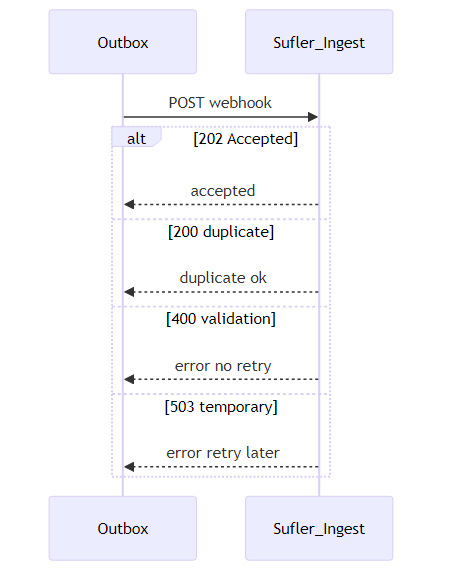 Outbox
Sufler_Ingest
POST webhook
alt
[202 Accepted]
accepted
[200 duplicate]
duplicate ok
[400 validation]
error no retry
[503 temporary]
error retry later
Outbox
Sufler_Ingest